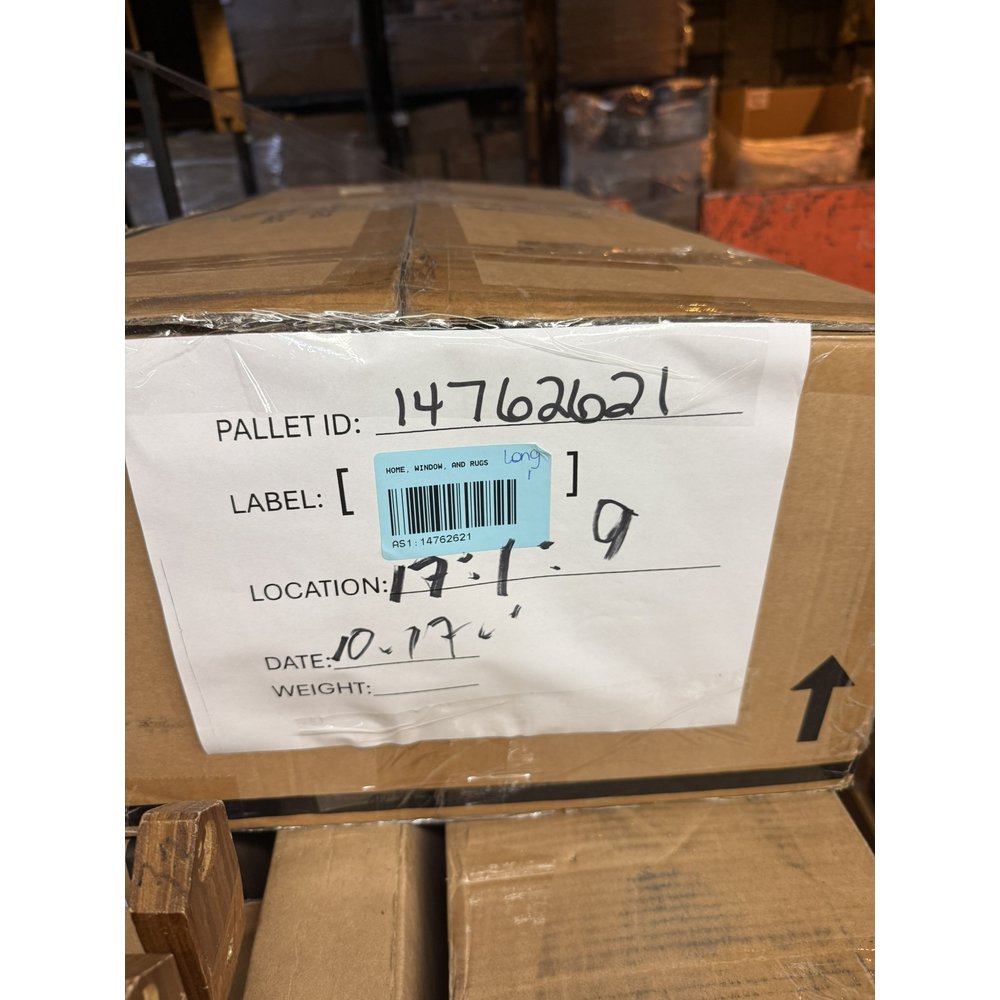 PALLET ID: 14762621
HOME, WINDOW, AND RUGS Long 1
LABEL: [ ]
AS1:14762621
LOCATION: 17:1:9
DATE: 10.17
WEIGHT: